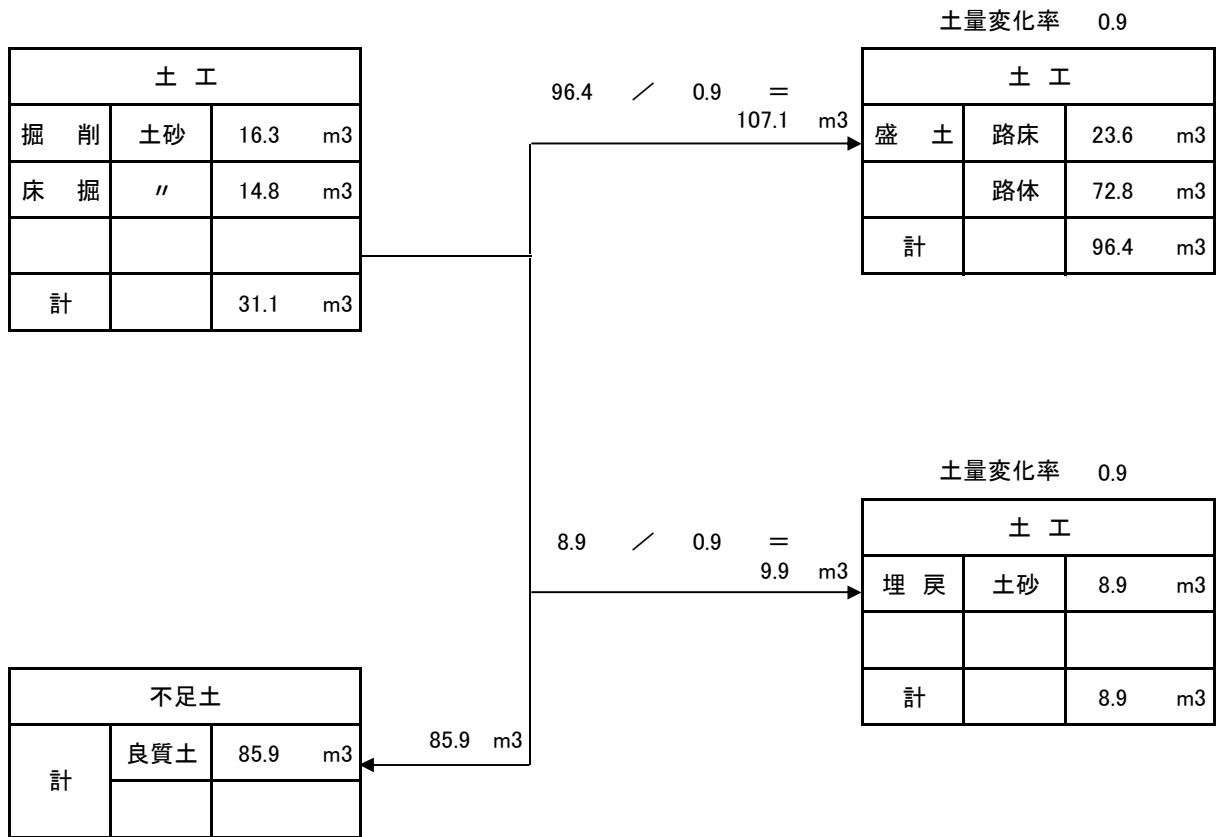 土量変化率 0.9
土 工
掘 削 土砂 16.3 m3
床 掘 〃 14.8 m3
計 31.1 m3
96.4 ／ 0.9 ＝
107.1 m3
土 工
盛 土 路床 23.6 m3
路体 72.8 m3
計 96.4 m3
土量変化率 0.9
8.9 ／ 0.9 ＝
9.9 m3
土 工
埋 戻 土砂 8.9 m3
計 8.9 m3
不足土
計 良質土 85.9 m3
85.9 m3